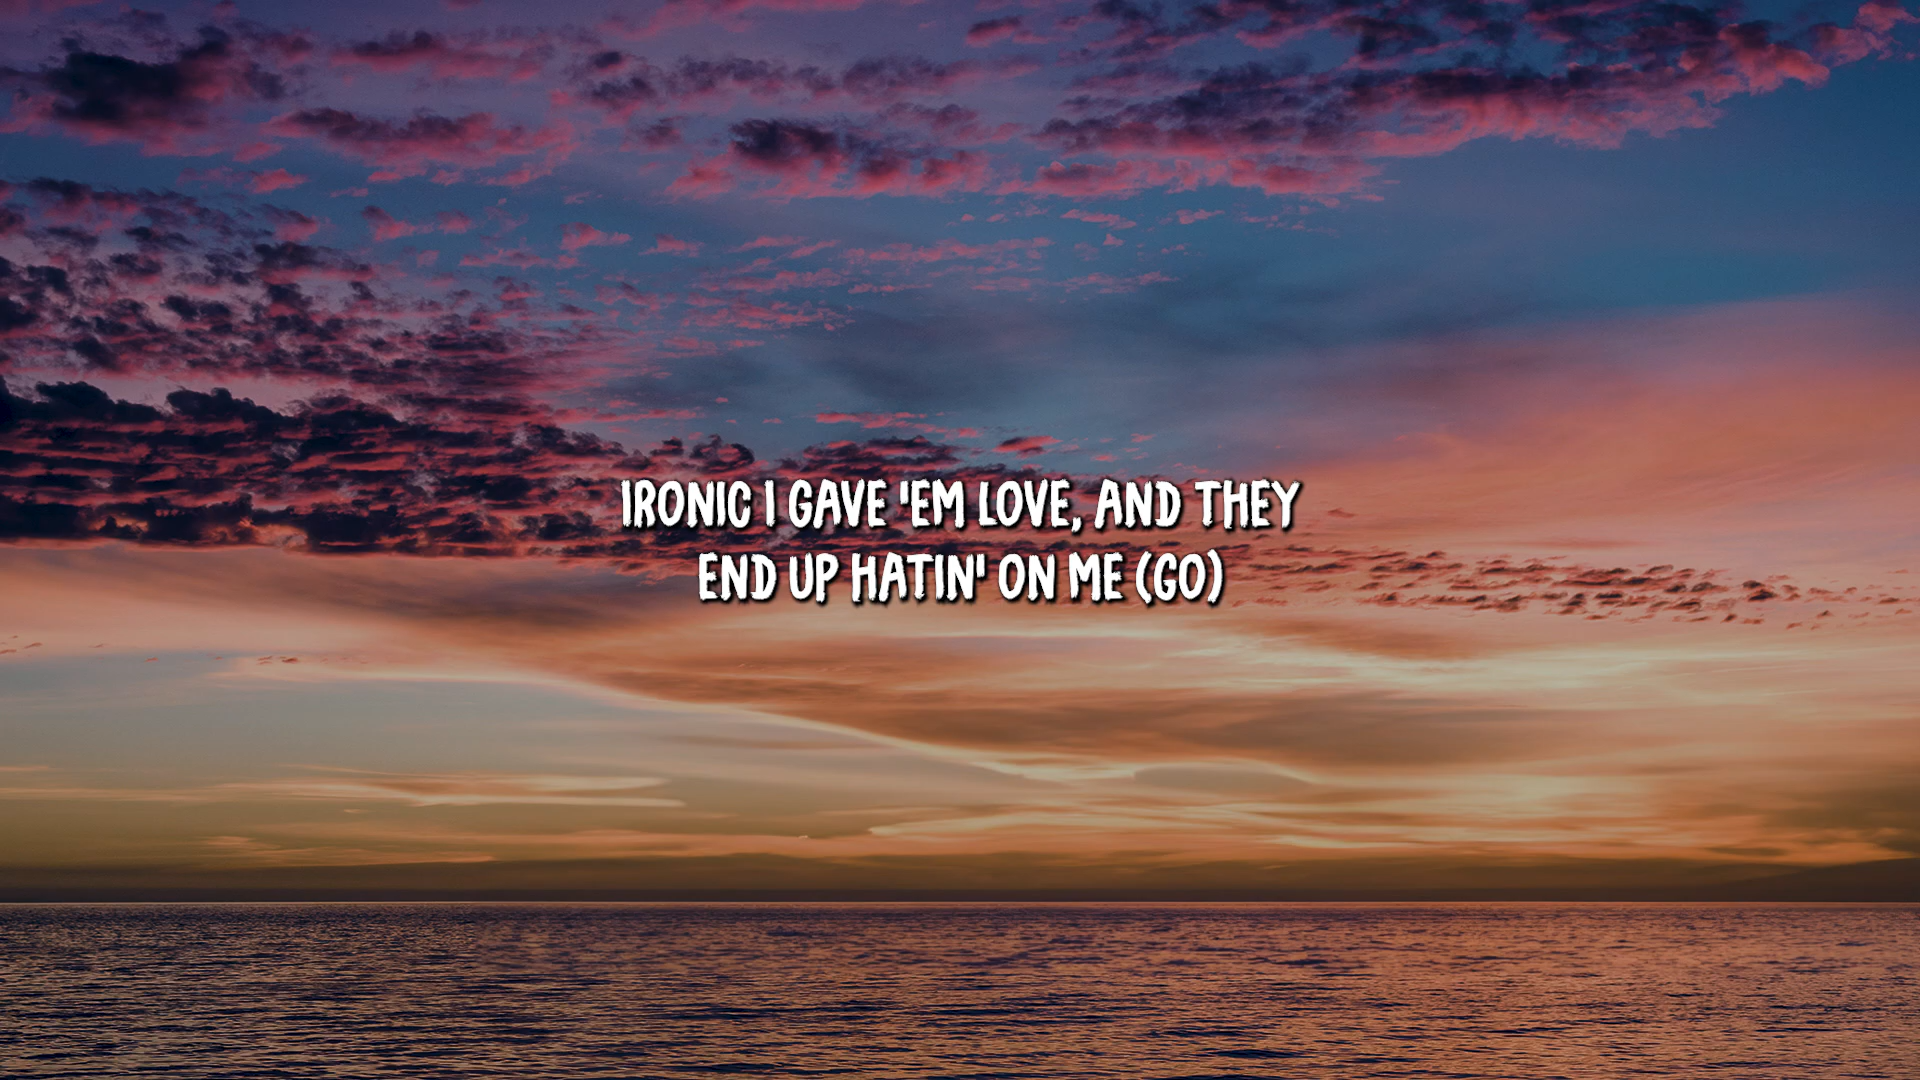 IRONIC I GAVE 'EM LOVE, AND THEY
END UP HATIN' ON ME (GO)